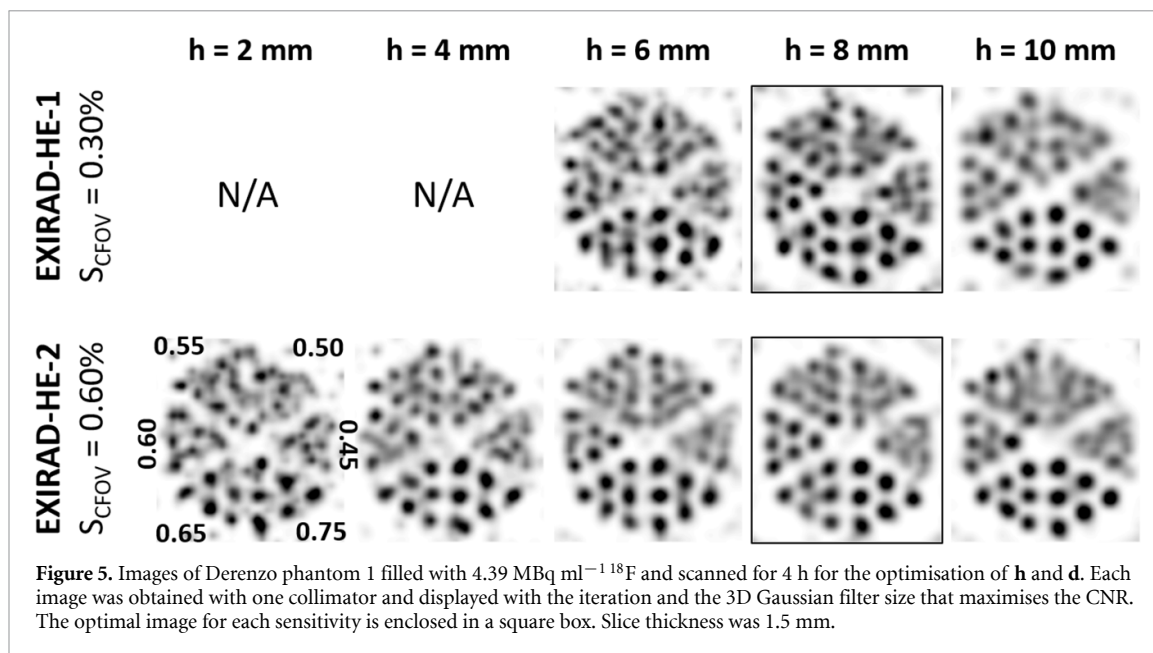 h = 2 mm h = 4 mm h = 6 mm h = 8 mm h = 10 mm
EXIRAD-HE-1
S_CFOV = 0.30%
N/A N/A
EXIRAD-HE-2
S_CFOV = 0.60%
0.55 0.50
0.60 0.45
0.65 0.75
Figure 5. Images of Derenzo phantom 1 filled with 4.39 MBq ml−1 18F and scanned for 4 h for the optimisation of h and d. Each
image was obtained with one collimator and displayed with the iteration and the 3D Gaussian filter size that maximises the CNR.
The optimal image for each sensitivity is enclosed in a square box. Slice thickness was 1.5 mm.